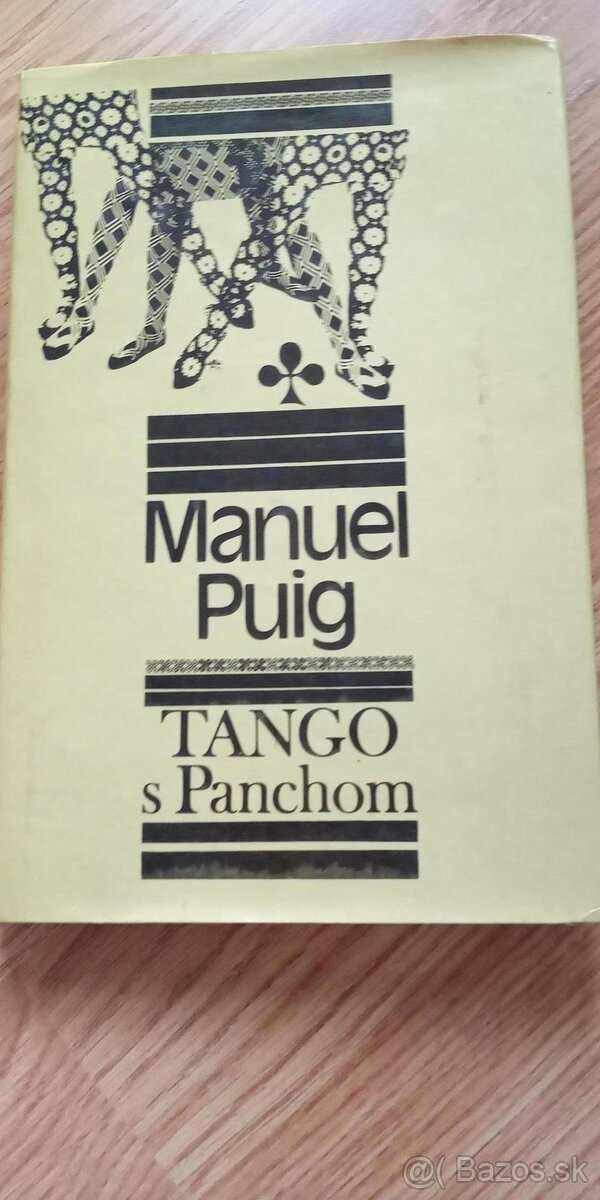 Manuel
Puig
TANGO
s Panchom
@( Bazos.sk